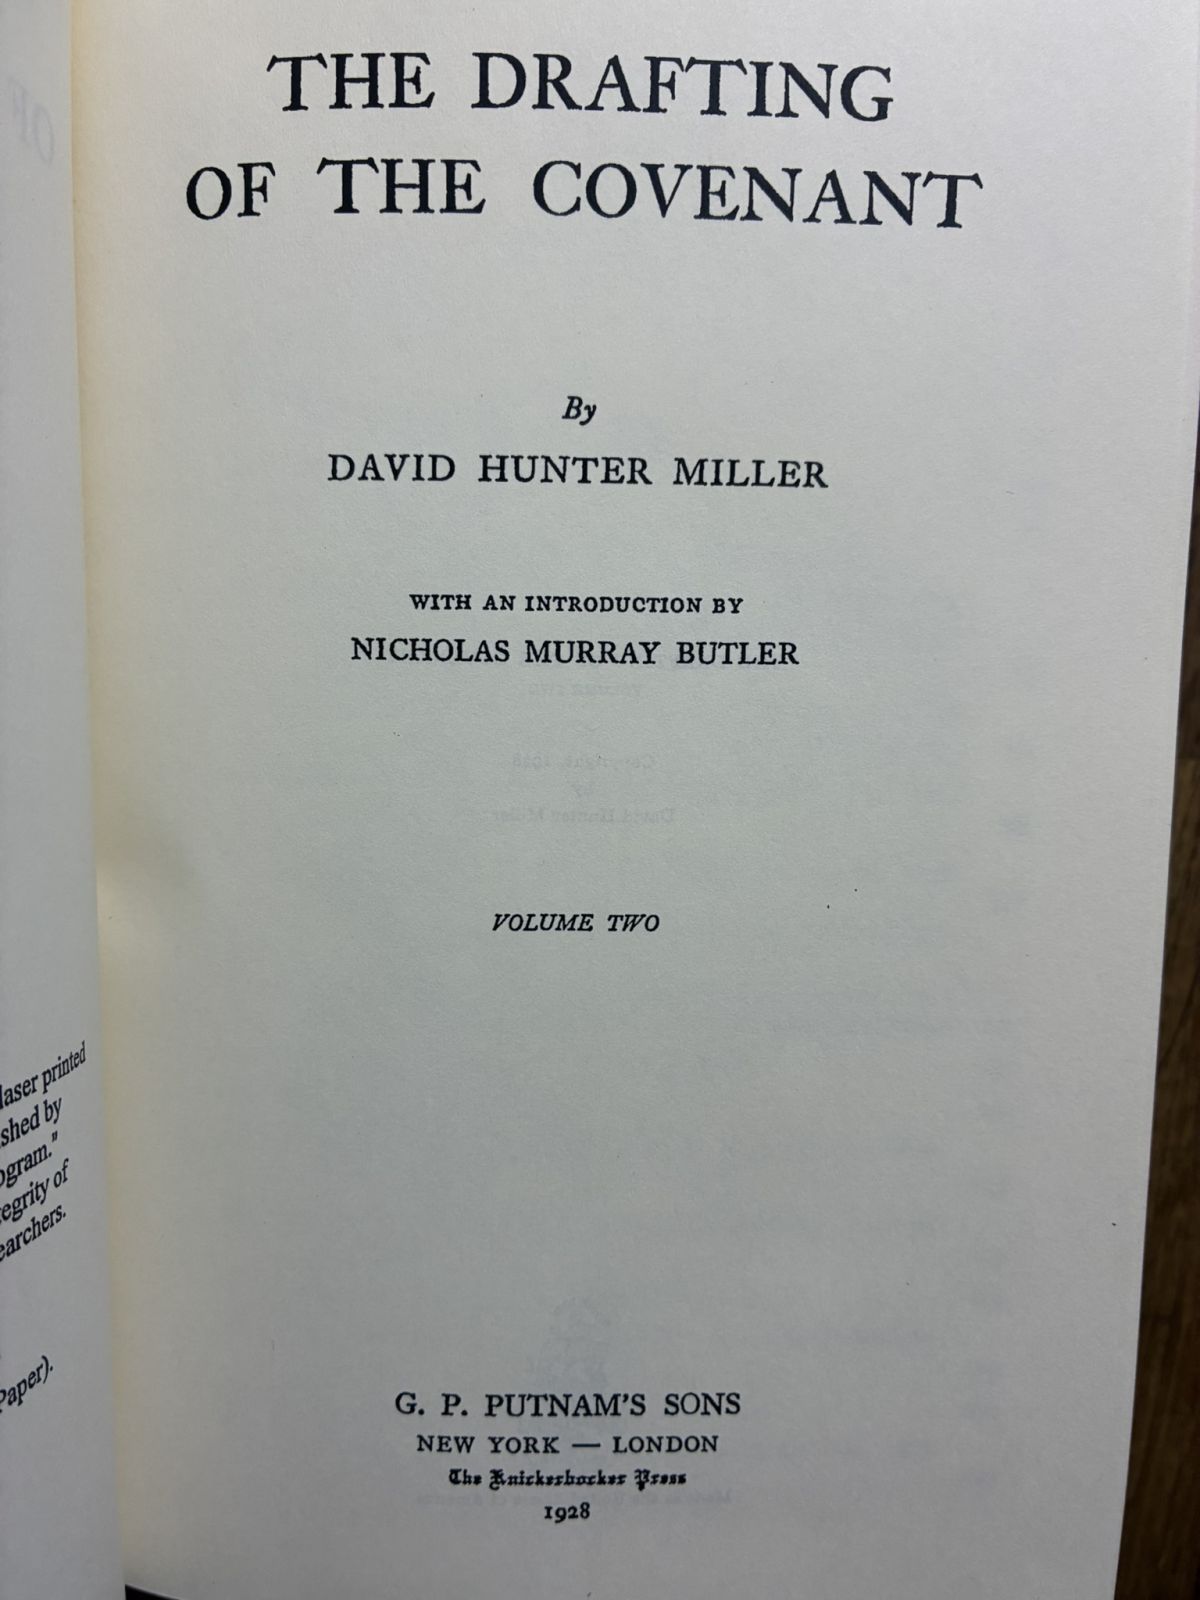 THE DRAFTING
OF THE COVENANT
By
DAVID HUNTER MILLER
WITH AN INTRODUCTION BY
NICHOLAS MURRAY BUTLER
VOLUME TWO
G. P. PUTNAM'S SONS
NEW YORK — LONDON
The Knickerbocker Press
1928
laser printed
shed by
ogram."
tegrity of
earchers.
Paper).